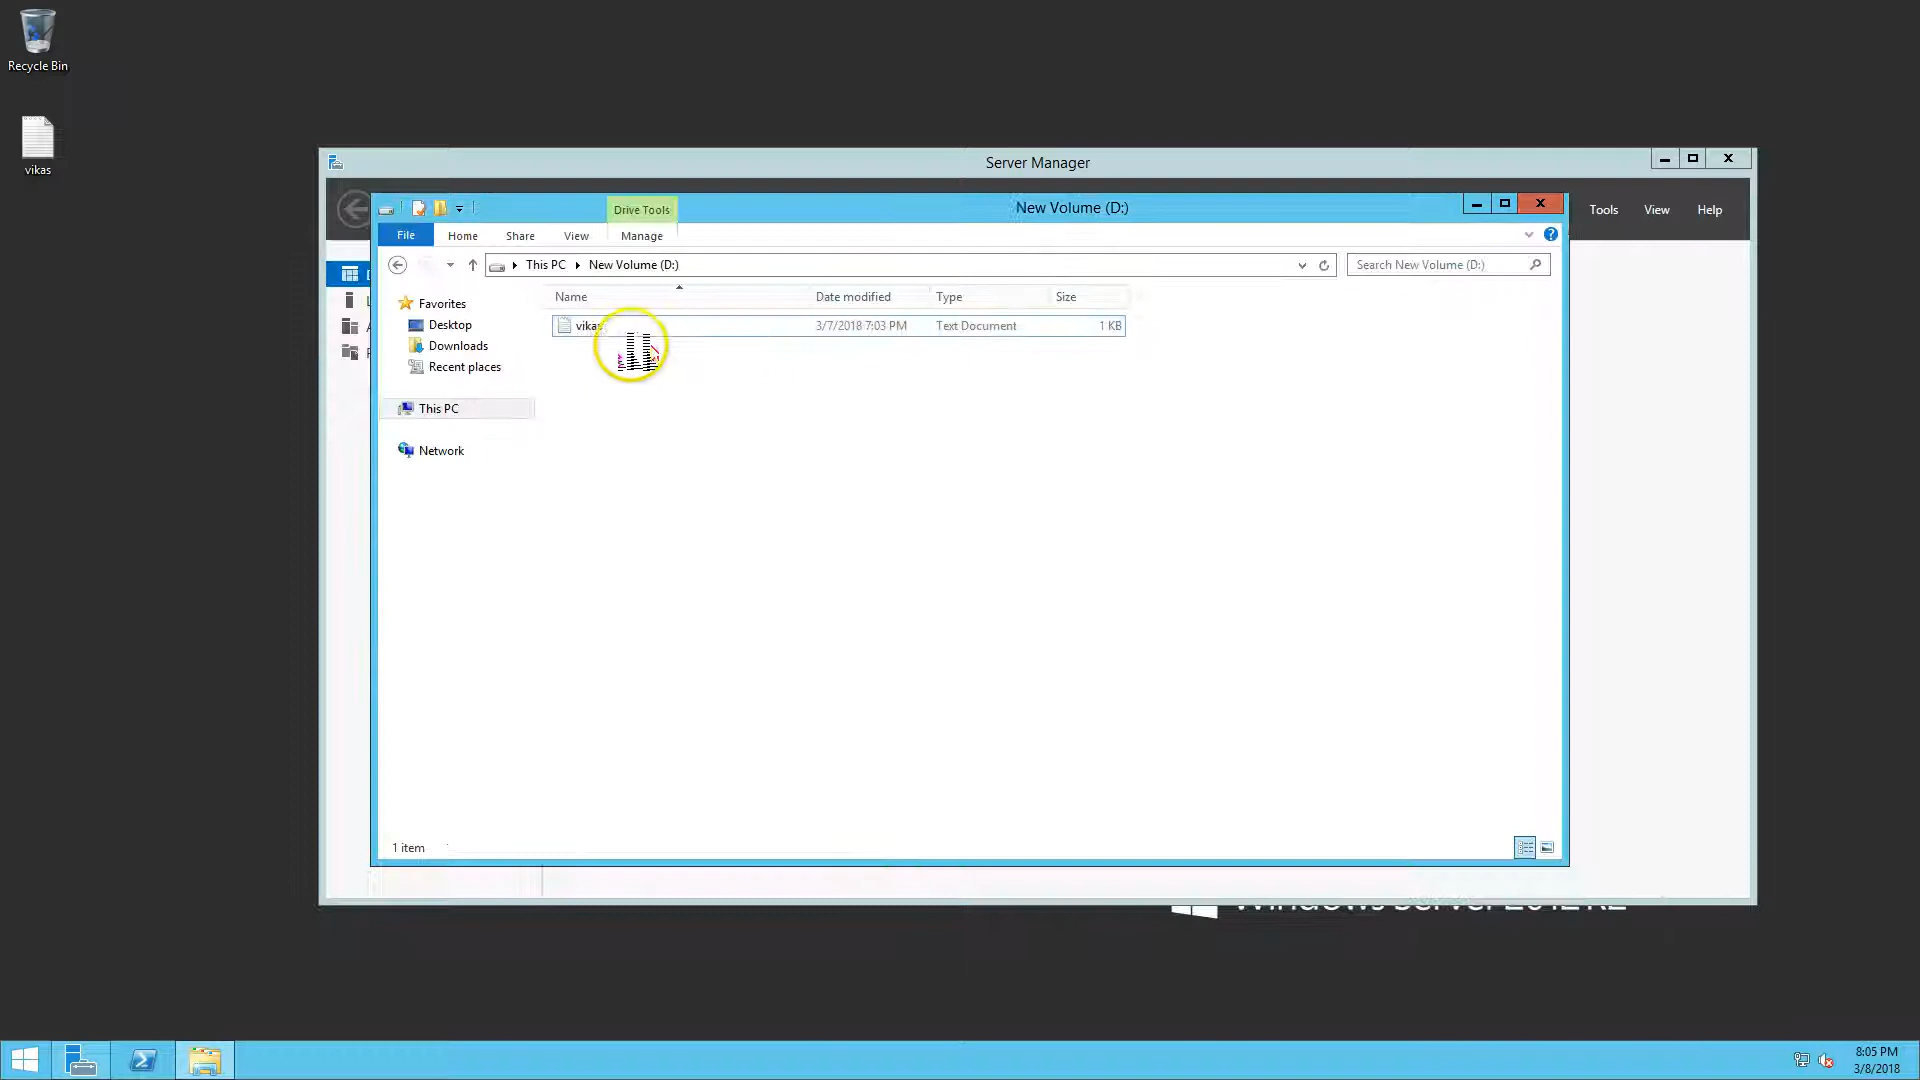 Recycle Bin
vikas
Server Manager
Tools View Help
Drive Tools
New Volume (D:)
File Home Share View Manage
This PC New Volume (D:)
Search New Volume (D:)
Name Date modified Type Size
3/7/2018 7:03 PM Text Document 1 KB
Favorites
Desktop
Downloads
Recent places
This PC
Network
1 item
8:05 PM
3/8/2018